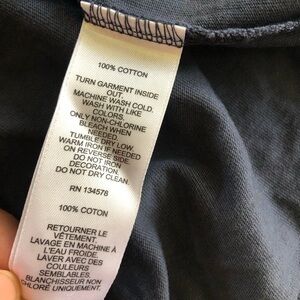 100% COTTON
TURN GARMENT INSIDE
OUT.
MACHINE WASH COLD.
WASH WITH LIKE
COLORS.
ONLY NON-CHLORINE
BLEACH WHEN
NEEDED.
TUMBLE DRY LOW.
WARM IRON IF NEEDED
ON REVERSE SIDE.
DO NOT IRON
DECORATION.
DO NOT DRY CLEAN.
RN 134578
100% COTTON
RETOURNER LE
VÊTEMENT.
LAVAGE EN MACHINE À
L'EAU FROIDE.
LAVER AVEC DES
COULEURS
SEMBLABLES.
BLANCHISSEUR NON
CHLORÉ UNIQUEMENT,